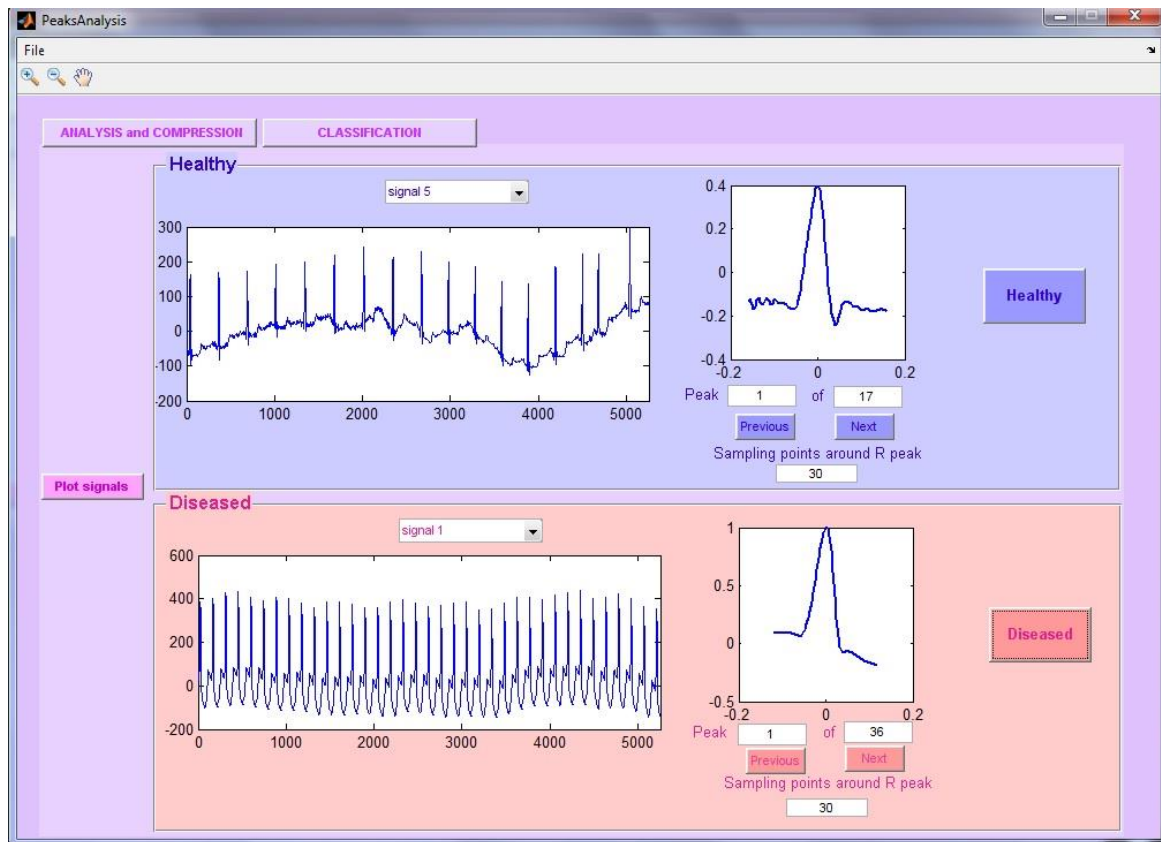 PeaksAnalysis
File
ANALYSIS and COMPRESSION
CLASSIFICATION
Healthy
signal 5
300
200
100
0
-100
-200
0 1000 2000 3000 4000 5000
0.4
0.2
0
-0.2
-0.4
-0.2 0 0.2
Peak 1 of 17
Previous Next
Sampling points around R peak
30
Healthy
Plot signals
Diseased
signal 1
600
400
200
0
-200
0 1000 2000 3000 4000 5000
1
0.5
0
-0.5
-0.2 0 0.2
Peak 1 of 36
Previous Next
Sampling points around R peak
30
Diseased